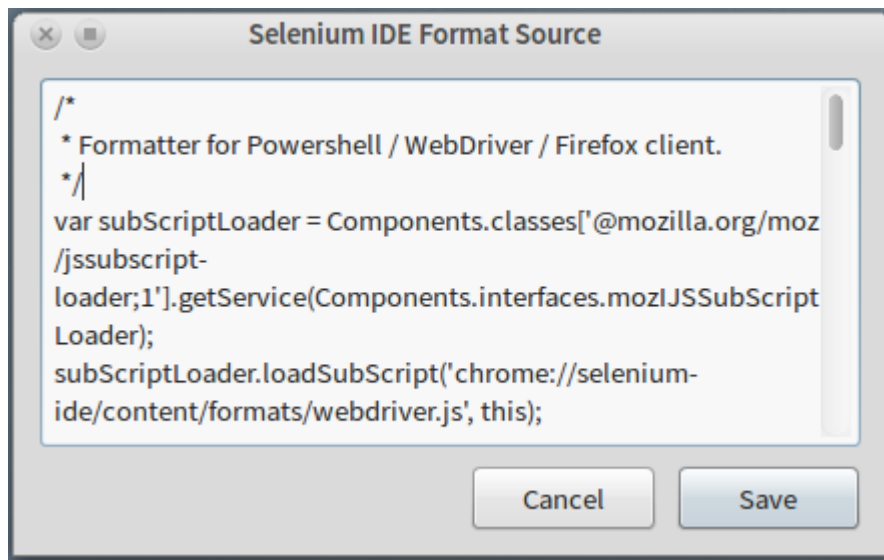 Selenium IDE Format Source
/*
 * Formatter for Powershell / WebDriver / Firefox client.
 */
var subScriptLoader = Components.classes['@mozilla.org/moz
/jssubscript-
loader;1'].getService(Components.interfaces.mozIJSSubScript
Loader);
subScriptLoader.loadSubScript('chrome://selenium-
ide/content/formats/webdriver.js', this);
Cancel Save